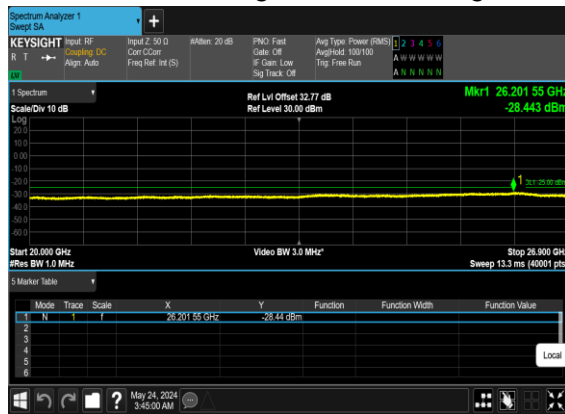 Spectrum Analyzer 1
Swept SA
+
KEYSIGHT
R T
LXI
Input: RF
Coupling: DC
Align: Auto
Input Z: 50 Ω
Corr CCorr
Freq Ref: Int (S)
#Atten: 20 dB
PNO: Fast
Gate: Off
IF Gain: Low
Sig Track: Off
Avg Type: Power (RMS)
Avg|Hold: 100/100
Trig: Free Run
1 2 3 4 5 6
A W W W W W
A N N N N N
1 Spectrum
Scale/Div 10 dB
Ref Lvl Offset 32.77 dB
Ref Level 30.00 dBm
Mkr1 26.201 55 GHz
-28.443 dBm
Log
20.0
10.0
0.00
-10.0
-20.0
-30.0
-40.0
-50.0
-60.0
1
DL1 -25.00 dBm
Start 20.000 GHz
#Res BW 1.0 MHz
Video BW 3.0 MHz*
Stop 26.900 GHz
Sweep 13.3 ms (40001 pts)
5 Marker Table
Mode Trace Scale X Y Function Function Width Function Value
1 N 1 f 26.201 55 GHz -28.44 dBm
2
3
4
5
6
Local
?
May 24, 2024
3:45:00 AM